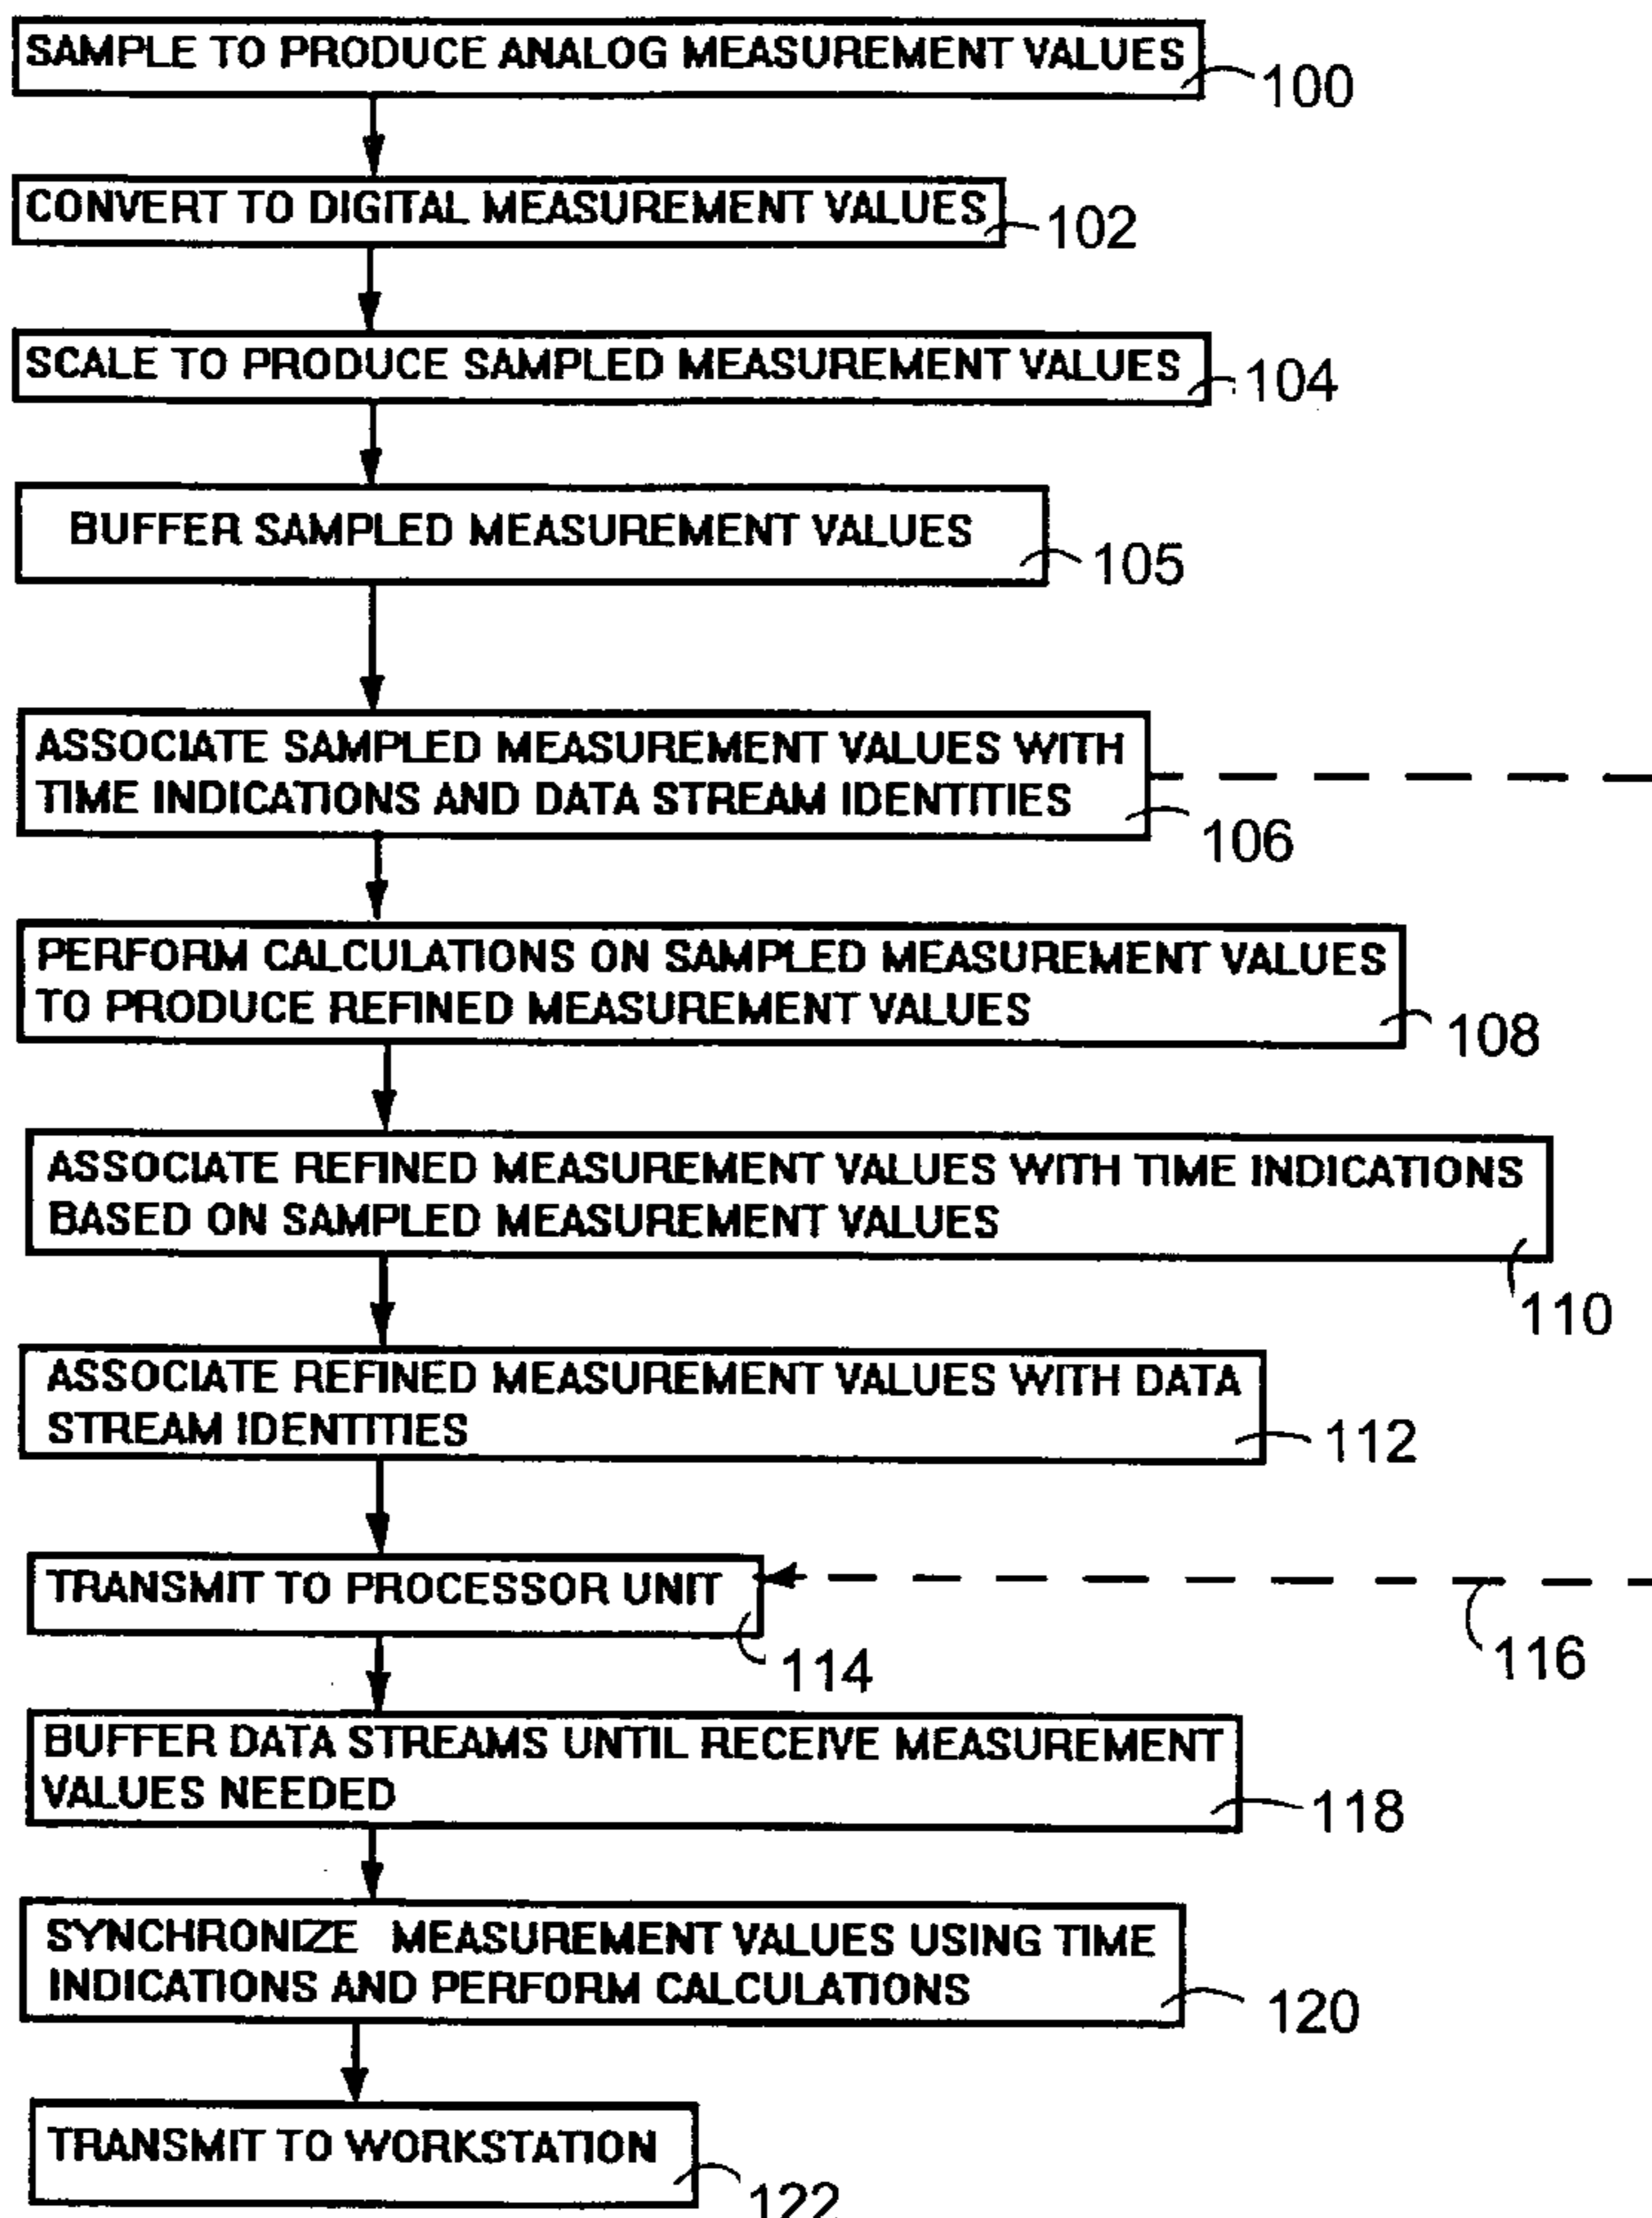 SAMPLE TO PRODUCE ANALOG MEASUREMENT VALUES
100
CONVERT TO DIGITAL MEASUREMENT VALUES
102
SCALE TO PRODUCE SAMPLED MEASUREMENT VALUES
104
BUFFER SAMPLED MEASUREMENT VALUES
105
ASSOCIATE SAMPLED MEASUREMENT VALUES WITH
TIME INDICATIONS AND DATA STREAM IDENTITIES
106
PERFORM CALCULATIONS ON SAMPLED MEASUREMENT VALUES
TO PRODUCE REFINED MEASUREMENT VALUES
108
ASSOCIATE REFINED MEASUREMENT VALUES WITH TIME INDICATIONS
BASED ON SAMPLED MEASUREMENT VALUES
110
ASSOCIATE REFINED MEASUREMENT VALUES WITH DATA
STREAM IDENTITIES
112
TRANSMIT TO PROCESSOR UNIT
114
116
BUFFER DATA STREAMS UNTIL RECEIVE MEASUREMENT
VALUES NEEDED
118
SYNCHRONIZE MEASUREMENT VALUES USING TIME
INDICATIONS AND PERFORM CALCULATIONS
120
TRANSMIT TO WORKSTATION
122